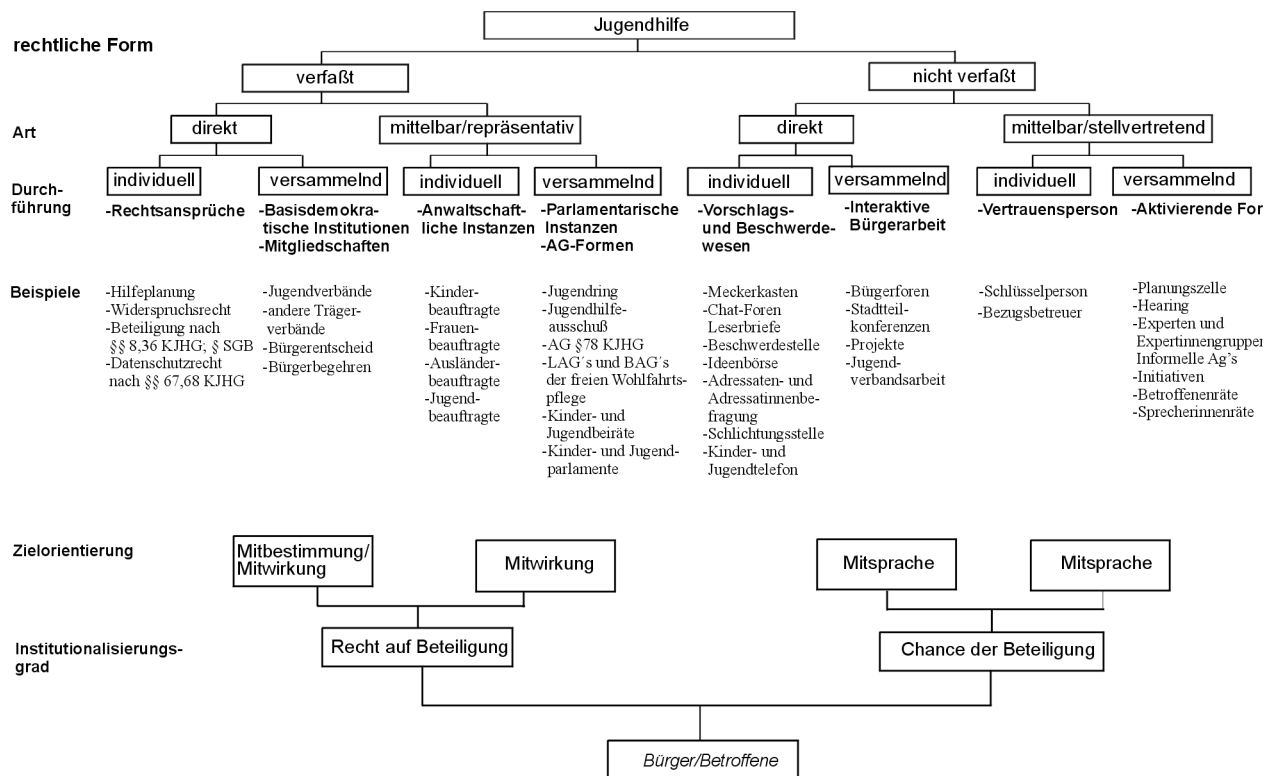 Jugendhilfe
rechtliche Form
verfaßt
nicht verfaßt
Art
direkt
mittelbar/repräsentativ
direkt
mittelbar/stellvertretend
Durch-
führung
individuell
-Rechtsansprüche
versammelnd
-Basisdemokra-
tische Institutionen
-Mitgliedschaften
individuell
-Anwaltschaft-
liche Instanzen
versammelnd
-Parlamentarische
Instanzen
-AG-Formen
individuell
-Vorschlags-
und Beschwerde-
wesen
versammelnd
-Interaktive
Bürgerarbeit
individuell
-Vertrauensperson
versammelnd
-Aktivierende For
Beispiele
-Hilfeplanung
-Widerspruchsrecht
-Beteiligung nach
§§ 8,36 KJHG; § SGB
-Datenschutzrecht
nach §§ 67,68 KJHG
-Jugendverbände
-andere Träger-
verbände
-Bürgerentscheid
-Bürgerbegehren
-Kinder-
beauftragte
-Frauen-
beauftragte
-Ausländer-
beauftragte
-Jugend-
beauftragte
-Jugendring
-Jugendhilfe-
ausschuß
-AG §78 KJHG
-LAG´s und BAG´s
der freien Wohlfahrts-
pflege
-Kinder- und
Jugendbeiräte
-Kinder- und Jugend-
parlamente
-Meckerkasten
-Chat-Foren
Leserbriefe
-Beschwerdestelle
-Ideenbörse
-Adressaten- und
Adressatinnenbe-
fragung
-Schlichtungsstelle
-Kinder- und
Jugendtelefon
-Bürgerforen
-Stadtteil-
konferenzen
-Projekte
-Jugend-
verbandsarbeit
-Schlüsselperson
-Bezugsbetreuer
-Planungszelle
-Hearing
-Experten und
Expertinnengruppen
Informelle Ag's
-Initiativen
-Betroffenenräte
-Sprecherinnenräte
Zielorientierung
Mitbestimmung/
Mitwirkung
Mitwirkung
Mitsprache
Mitsprache
Institutionalisierungs-
grad
Recht auf Beteiligung
Chance der Beteiligung
Bürger/Betroffene